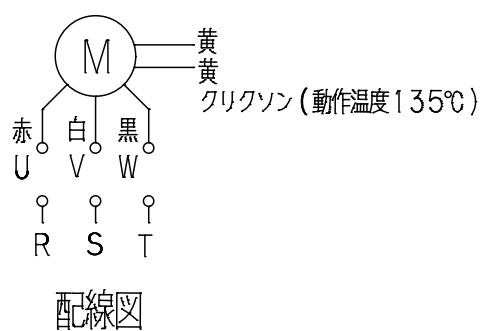 M
黄
黄
クリクソン(動作温度135℃)
赤 白 黒
U V W
R S T
配線図